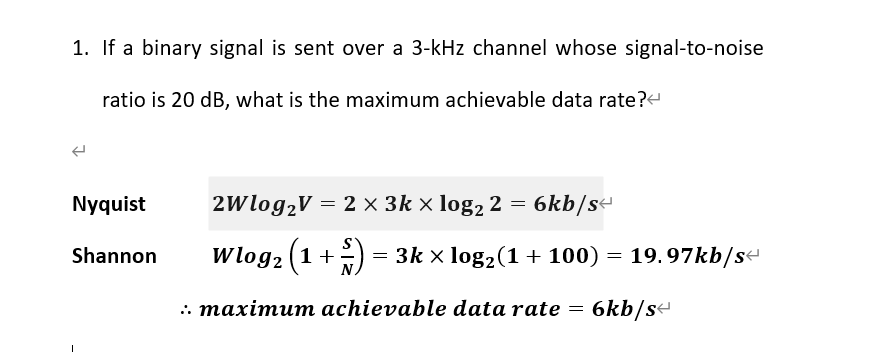 1. If a binary signal is sent over a 3-kHz channel whose signal-to-noise
ratio is 20 dB, what is the maximum achievable data rate?↵
↵
Nyquist 2Wlog₂V = 2 × 3k × log₂ 2 = 6kb/s↵
Shannon Wlog₂(1 + S/N) = 3k × log₂(1 + 100) = 19.97kb/s↵
∴ maximum achievable data rate = 6kb/s↵